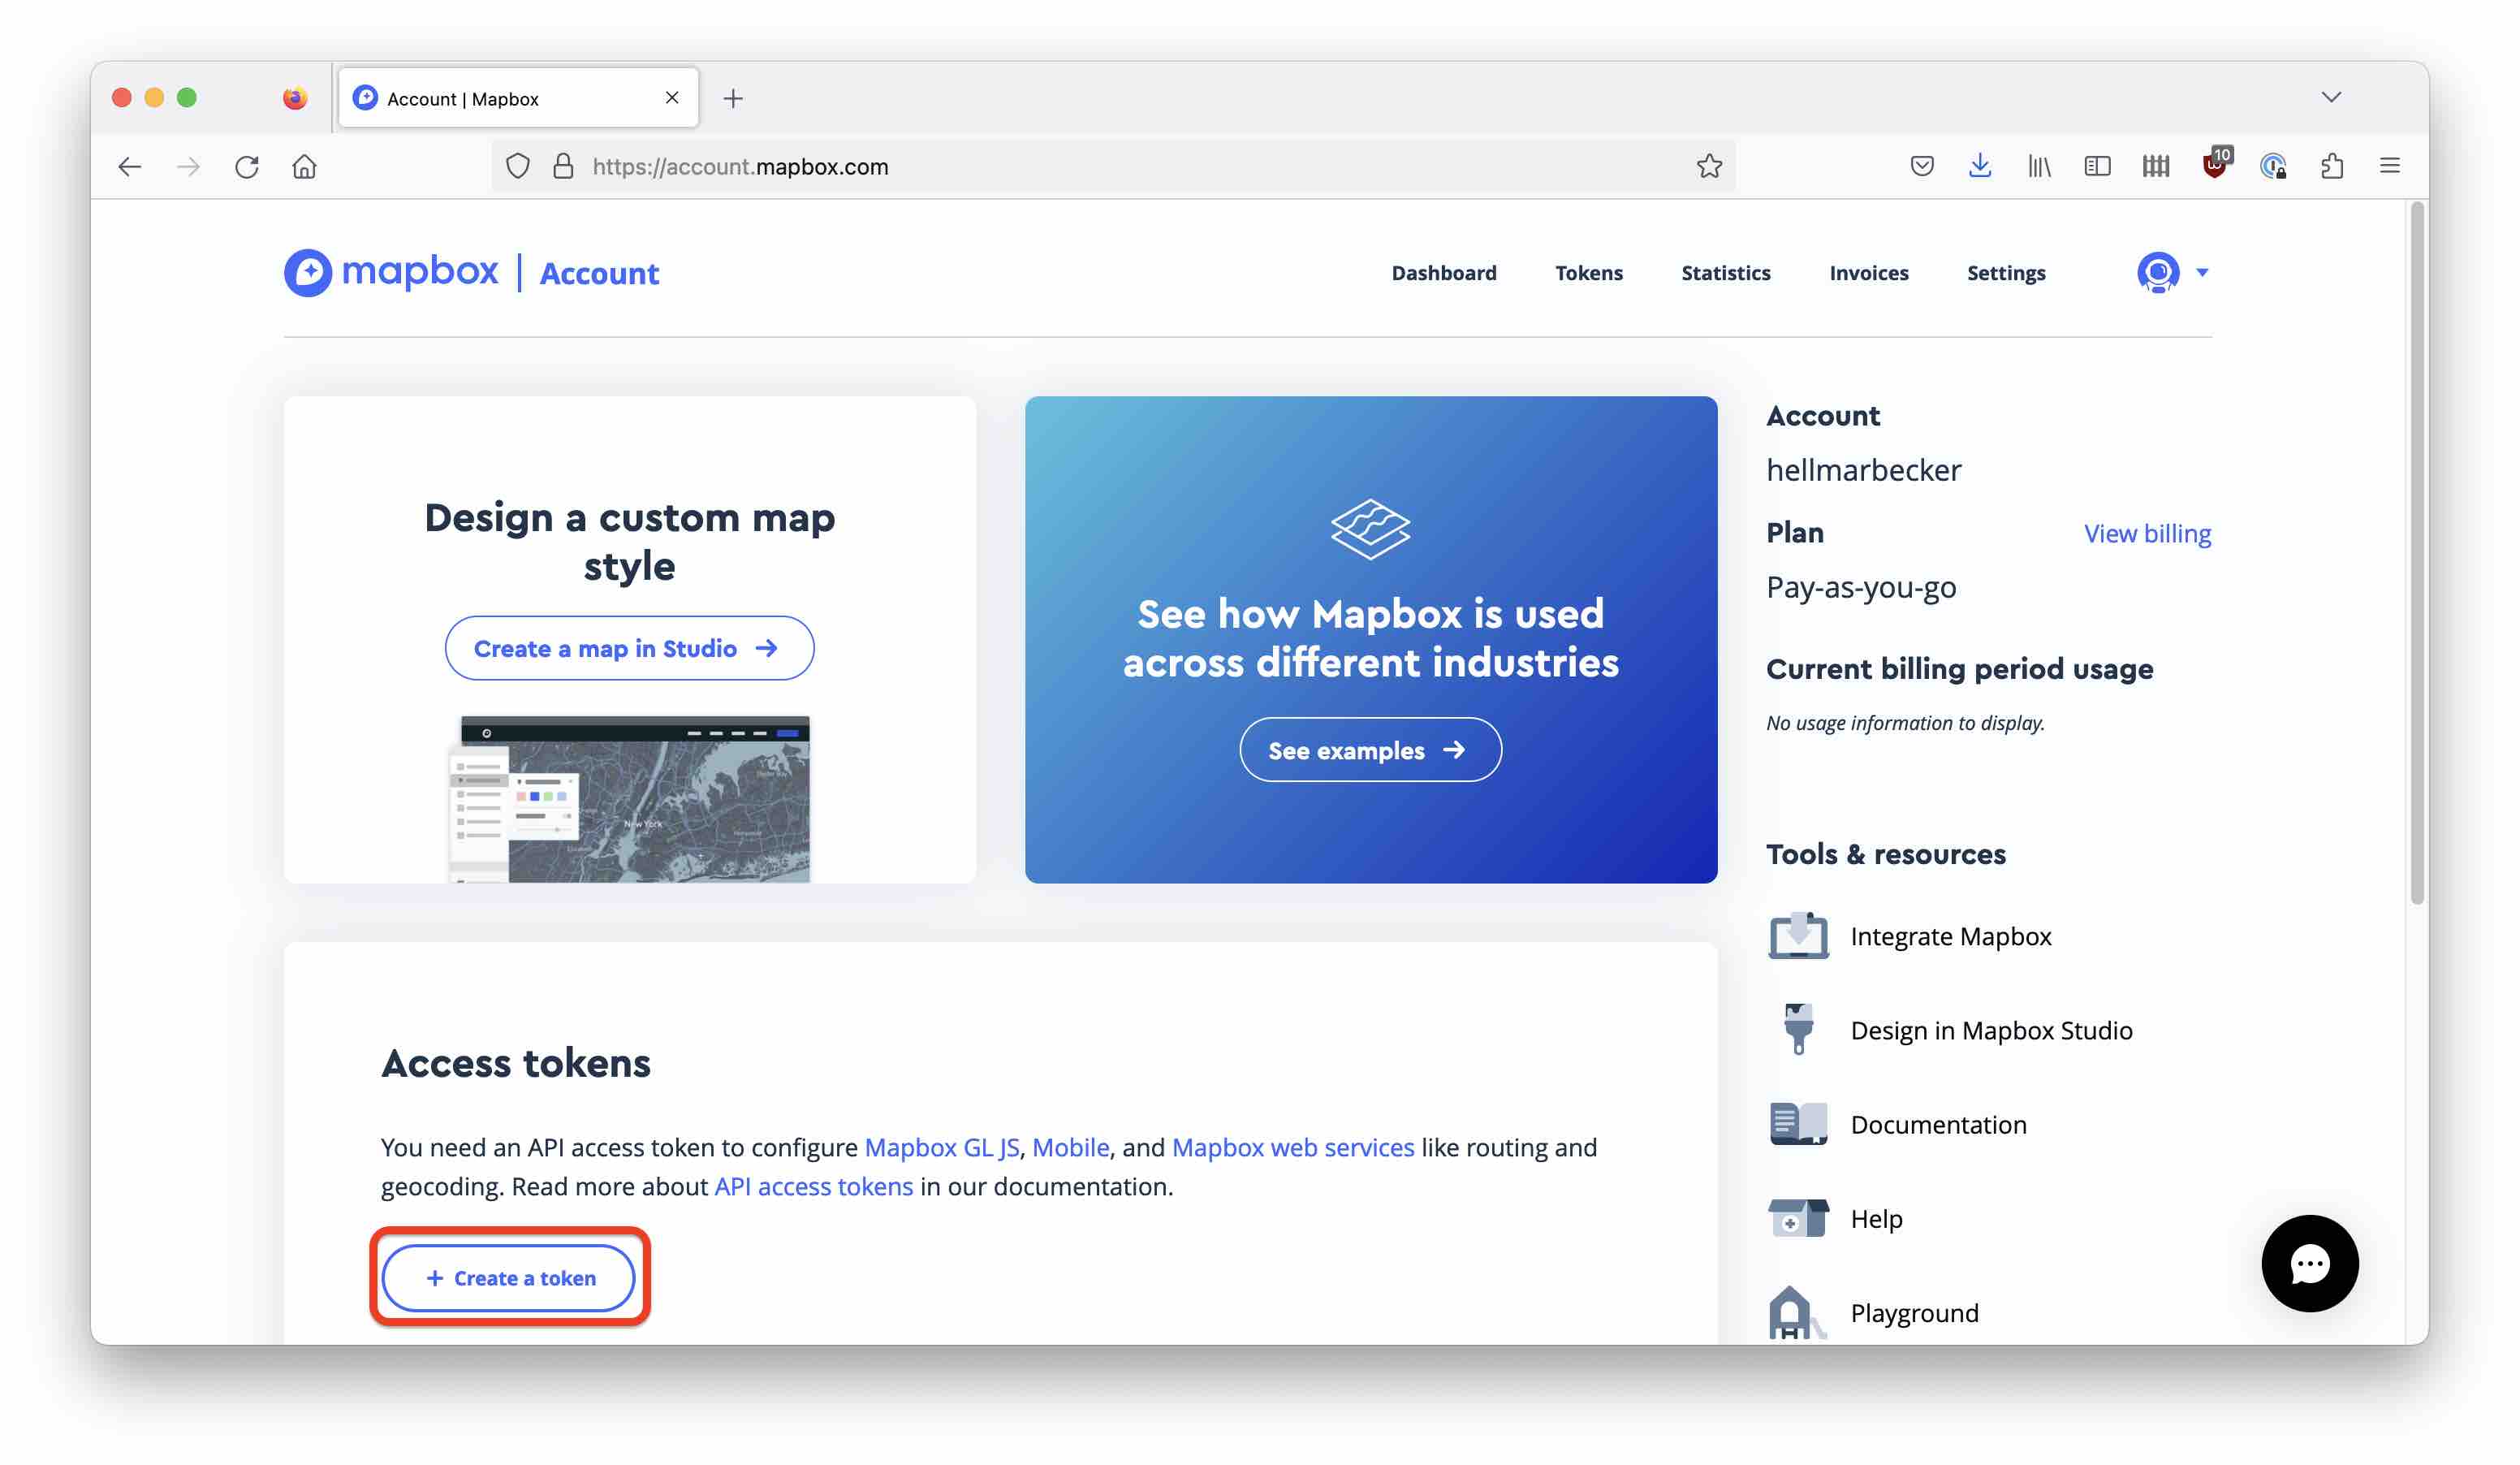 Account | Mapbox
https://account.mapbox.com
10
mapbox | Account
Dashboard
Tokens
Statistics
Invoices
Settings
Design a custom map
style
Create a map in Studio →
New York
See how Mapbox is used
across different industries
See examples →
Account
hellmarbecker
Plan
View billing
Pay-as-you-go
Current billing period usage
No usage information to display.
Tools & resources
Integrate Mapbox
Design in Mapbox Studio
Documentation
Help
Playground
Access tokens
You need an API access token to configure Mapbox GL JS, Mobile, and Mapbox web services like routing and
geocoding. Read more about API access tokens in our documentation.
+ Create a token